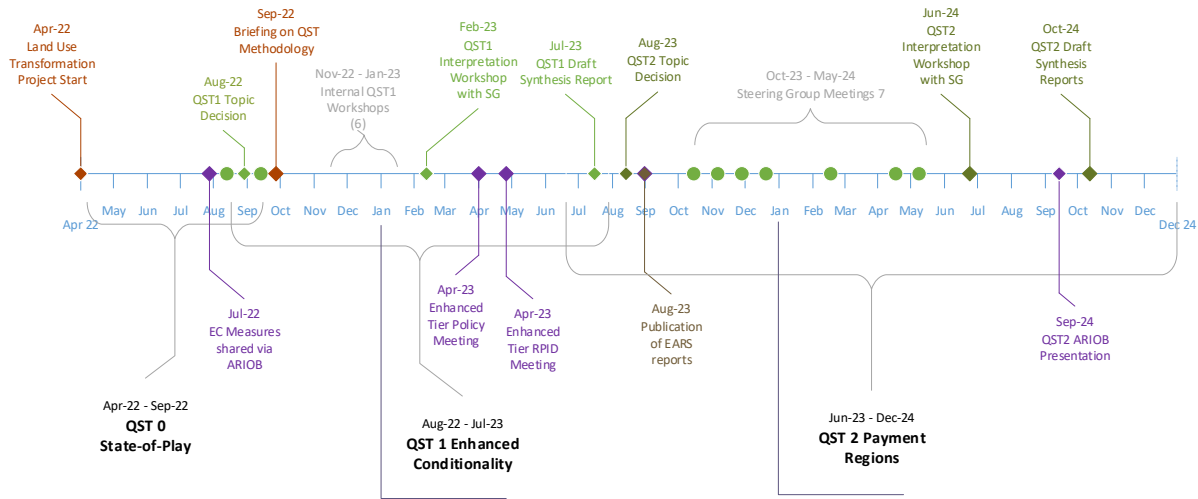 Apr-22
Land Use
Transformation
Project Start
Aug-22
QST1 Topic
Decision
Sep-22
Briefing on QST
Methodology
Nov-22 - Jan-23
Internal QST1
Workshops
(6)
Feb-23
QST1
Interpretation
Workshop
with SG
Jul-23
QST1 Draft
Synthesis Report
Aug-23
QST2 Topic
Decision
Oct-23 - May-24
Steering Group Meetings 7
Jun-24
QST2
Interpretation
Workshop
with SG
Oct-24
QST2 Draft
Synthesis
Reports
Apr 22 May Jun Jul Aug Sep Oct Nov Dec Jan Feb Mar Apr May Jun Jul Aug Sep Oct Nov Dec Jan Feb Mar Apr May Jun Jul Aug Sep Oct Nov Dec Dec 24
Jul-22
EC Measures
shared via
ARIOB
Apr-23
Enhanced
Tier Policy
Meeting
Apr-23
Enhanced
Tier RPID
Meeting
Aug-23
Publication
of EARS
reports
Sep-24
QST2 ARIOB
Presentation
Apr-22 - Sep-22
QST 0
State-of-Play
Aug-22 - Jul-23
QST 1 Enhanced
Conditionality
Jun-23 - Dec-24
QST 2 Payment
Regions